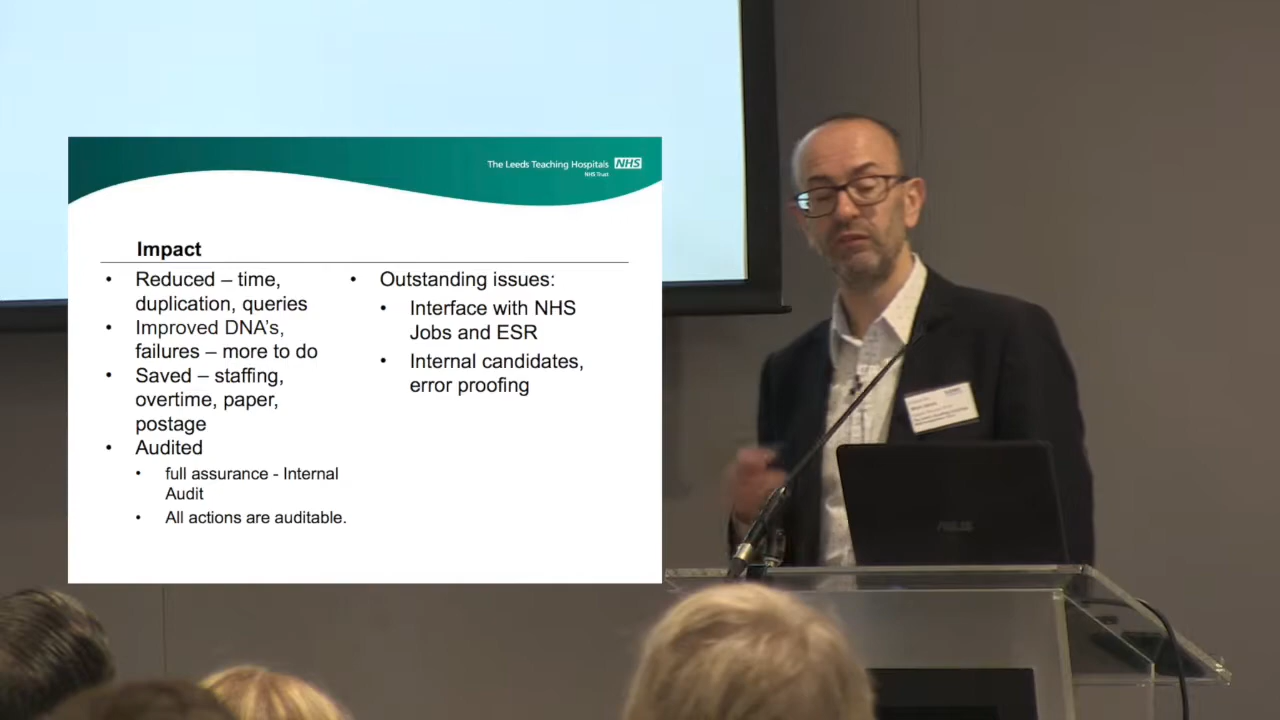 The Leeds Teaching Hospitals NHS
NHS Trust
Impact
• Reduced – time,
duplication, queries
• Improved DNA's,
failures – more to do
• Saved – staffing,
overtime, paper,
postage
• Audited
• full assurance - Internal
Audit
• All actions are auditable.
• Outstanding issues:
• Interface with NHS
Jobs and ESR
• Internal candidates,
error proofing
ASUS